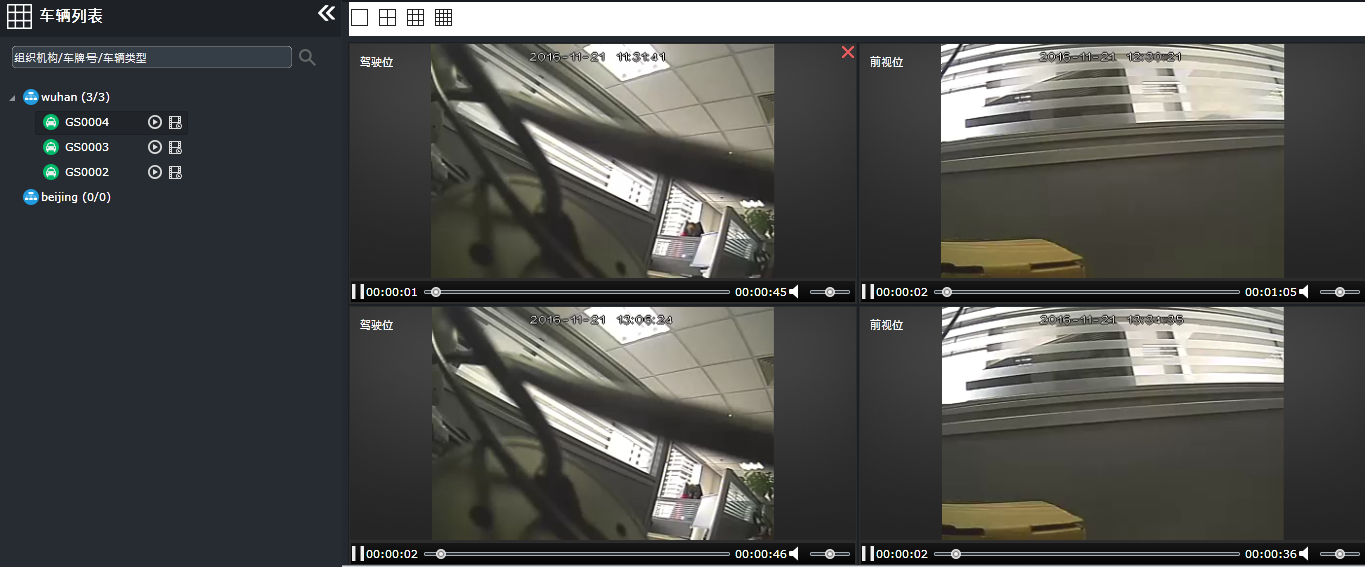 车辆列表
组织机构/车牌号/车辆类型
wuhan (3/3)
GS0004
GS0003
GS0002
beijing (0/0)
驾驶位
2016-11-21 11:31:41
00:00:01
00:00:45
前视位
2016-11-21 12:30:21
00:00:02
00:01:05
驾驶位
2016-11-21 13:06:24
00:00:02
00:00:46
前视位
2016-11-21 13:34:35
00:00:02
00:00:36